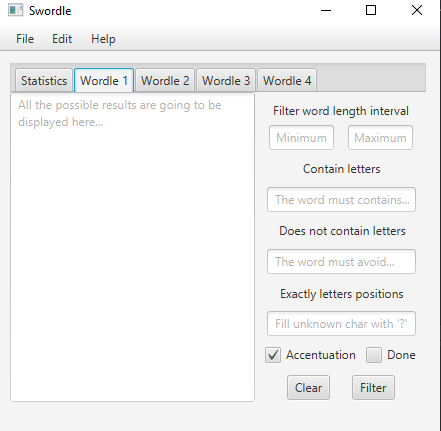 Swordle
File Edit Help
Statistics Wordle 1 Wordle 2 Wordle 3 Wordle 4
All the possible results are going to be
displayed here...
Filter word length interval
Minimum Maximum
Contain letters
The word must contains...
Does not contain letters
The word must avoid...
Exactly letters positions
Fill unknown char with '?'
Accentuation Done
Clear Filter